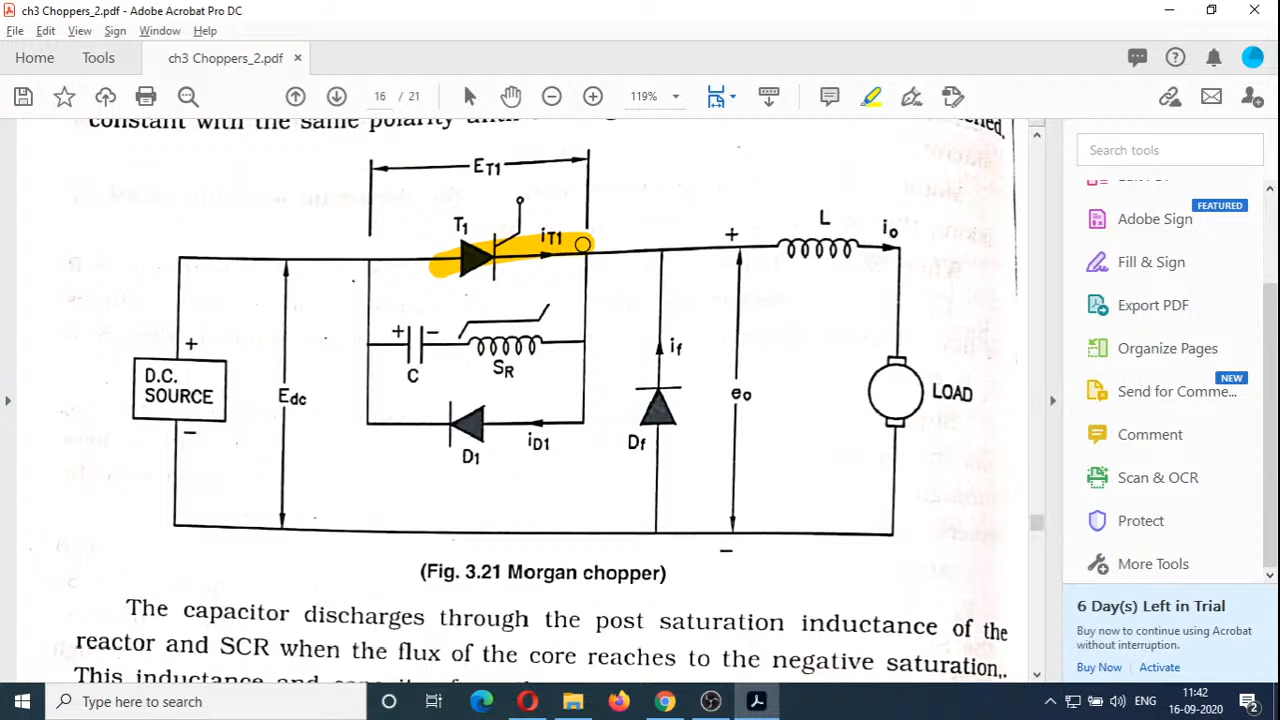 ch3 Choppers_2.pdf - Adobe Acrobat Pro DC
File Edit View Sign Window Help
Home Tools ch3 Choppers_2.pdf ×
16 / 21 119%
constant with the same polarity
Search tools
Adobe Sign FEATURED
Fill & Sign
Export PDF
Organize Pages
Send for Comme... NEW
Comment
Scan & OCR
Protect
More Tools
ET1
T1 iT1
+ L io
+ C − SR
+ D.C. SOURCE −
Edc
D1 iD1
Df if
eo
LOAD
−
(Fig. 3.21 Morgan chopper)
The capacitor discharges through the post saturation inductance of the
reactor and SCR when the flux of the core reaches to the negative saturation,.
This inductance and
6 Day(s) Left in Trial
Buy now to continue using Acrobat
without interruption.
Buy Now Activate
Type here to search
ENG 11:42
16-09-2020 2